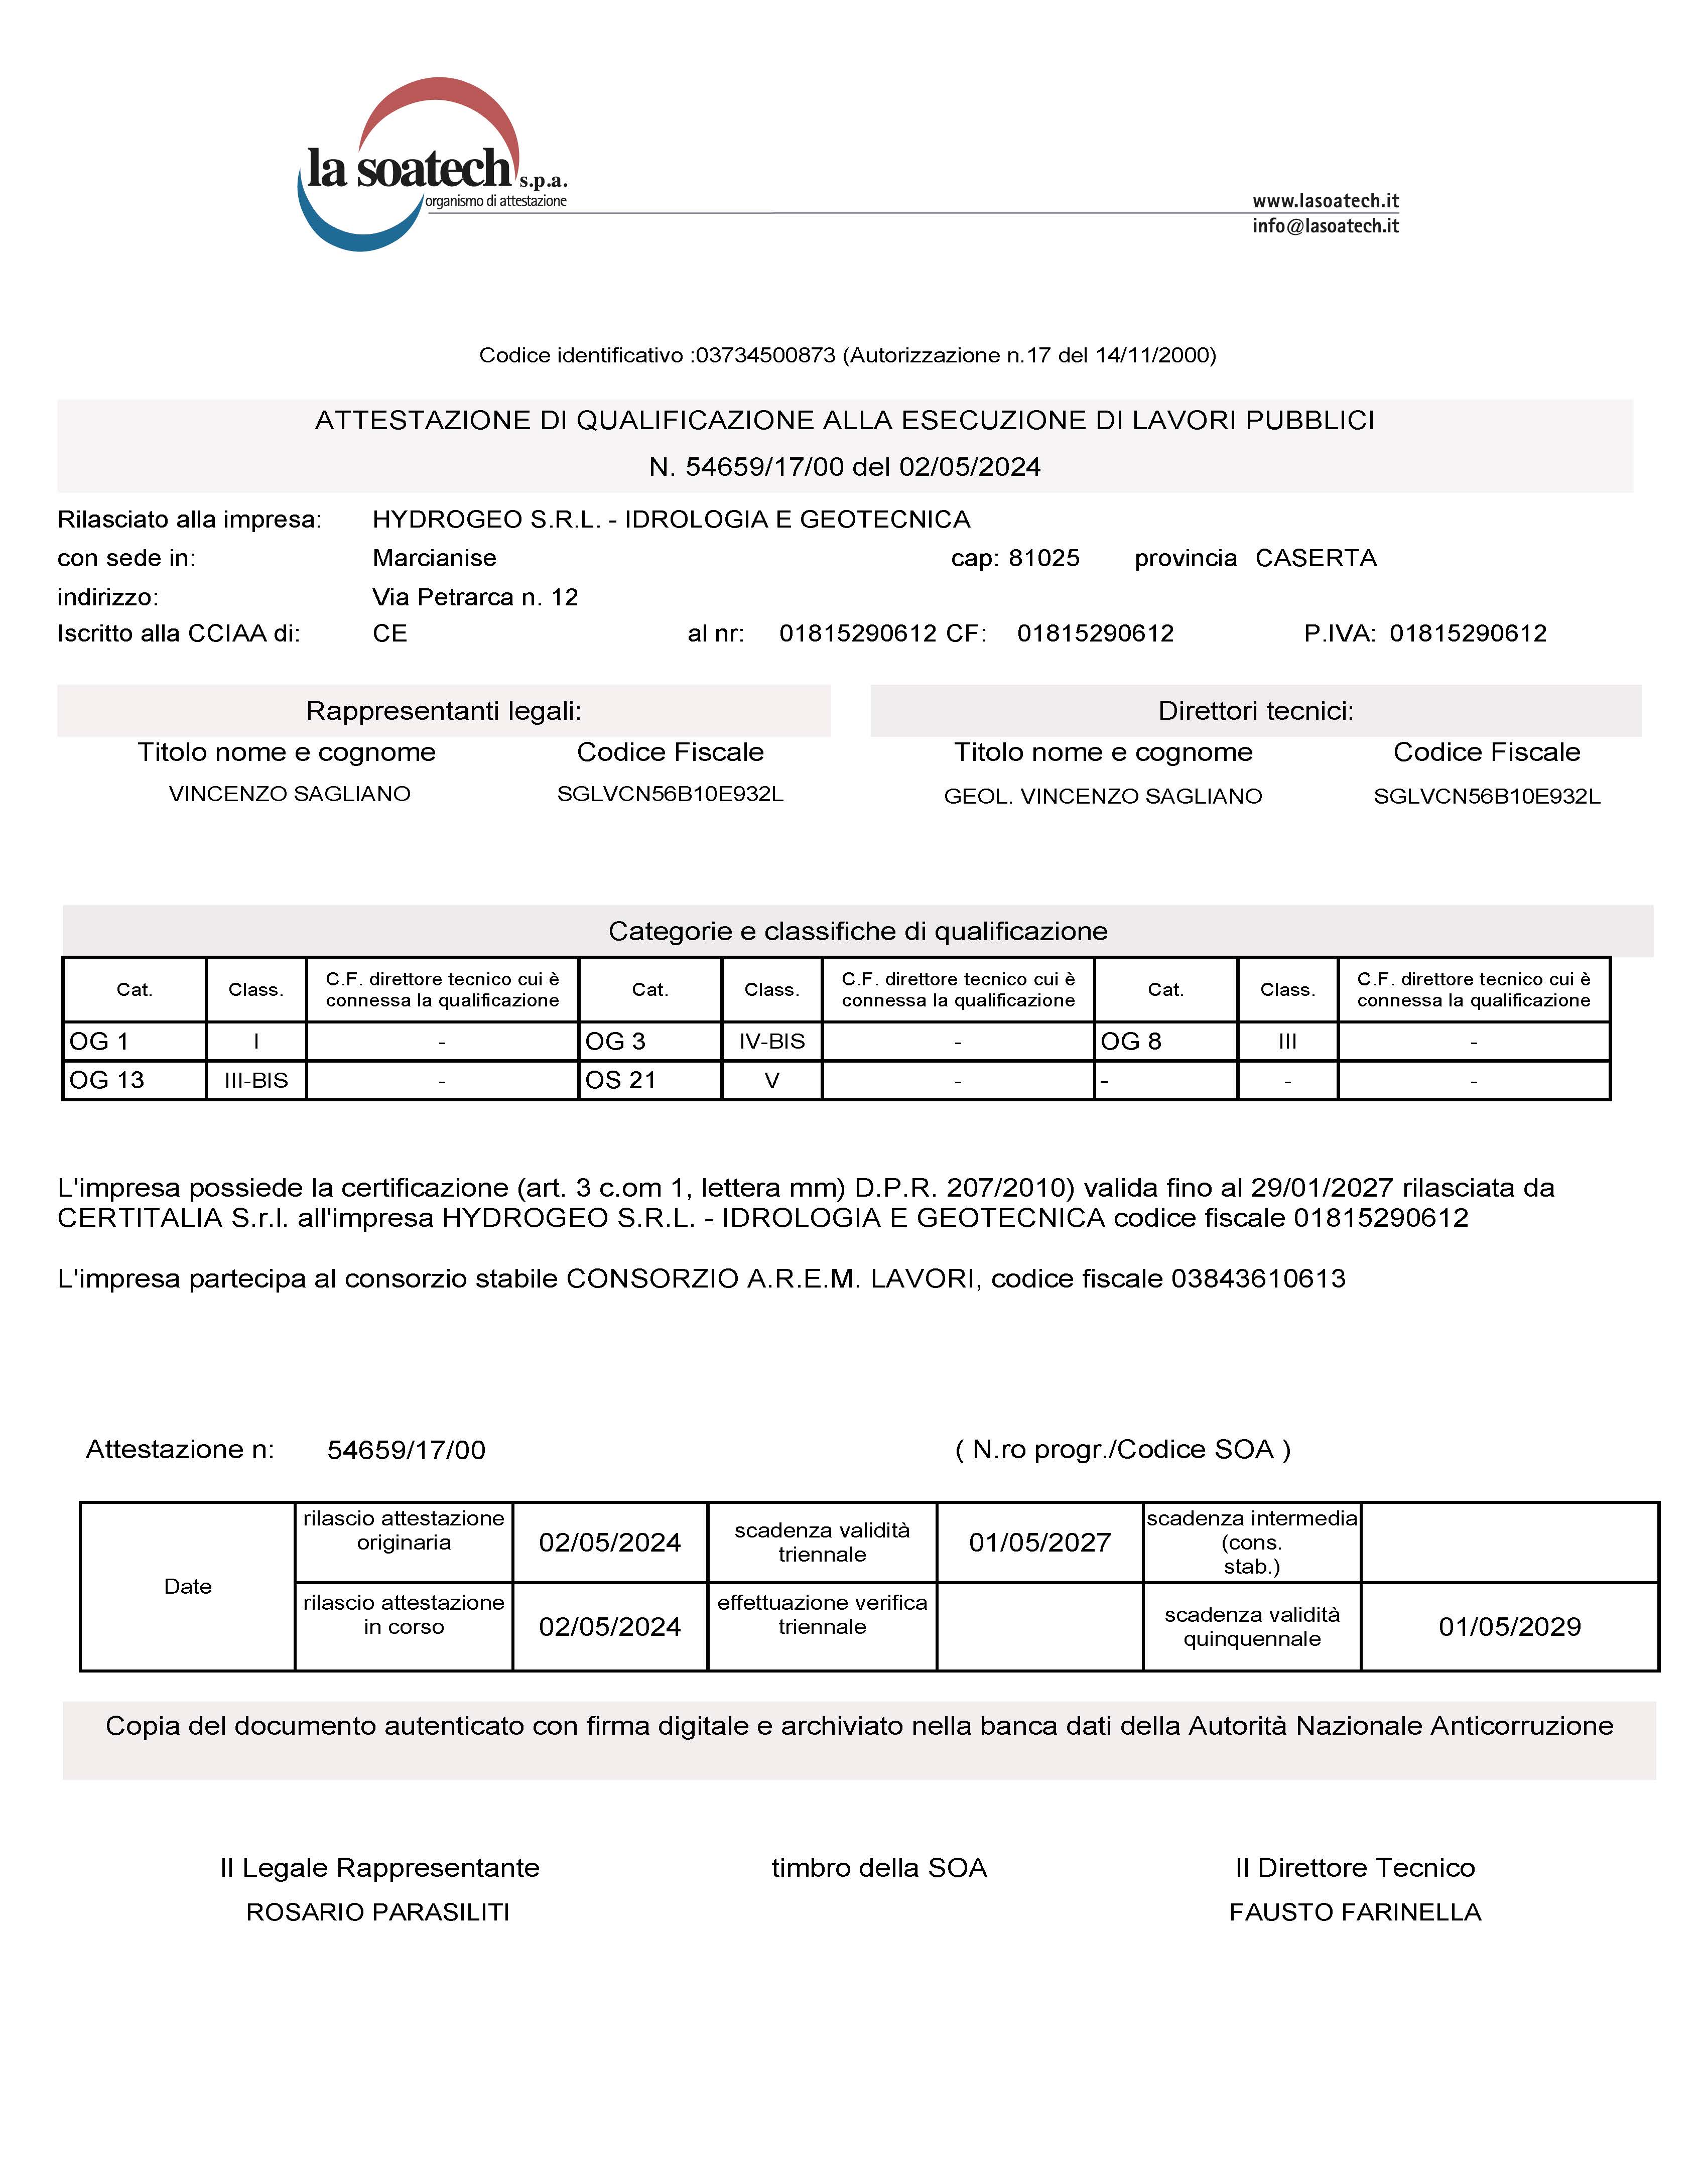 la soatech s.p.a.
organismo di attestazione
www.lasoatech.it
info@lasoatech.it
Codice identificativo :03734500873 (Autorizzazione n.17 del 14/11/2000)
ATTESTAZIONE DI QUALIFICAZIONE ALLA ESECUZIONE DI LAVORI PUBBLICI
N. 54659/17/00 del 02/05/2024
Rilasciato alla impresa: HYDROGEO S.R.L. - IDROLOGIA E GEOTECNICA
con sede in: Marcianise cap: 81025 provincia CASERTA
indirizzo: Via Petrarca n. 12
Iscritto alla CCIAA di: CE al nr: 01815290612 CF: 01815290612 P.IVA: 01815290612
Rappresentanti legali: Direttori tecnici:
Titolo nome e cognome Codice Fiscale Titolo nome e cognome Codice Fiscale
VINCENZO SAGLIANO SGLVCN56B10E932L GEOL. VINCENZO SAGLIANO SGLVCN56B10E932L
Categorie e classifiche di qualificazione
Cat. Class. C.F. direttore tecnico cui è connessa la qualificazione Cat. Class. C.F. direttore tecnico cui è connessa la qualificazione Cat. Class. C.F. direttore tecnico cui è connessa la qualificazione
OG 1 I - OG 3 IV-BIS - OG 8 III -
OG 13 III-BIS - OS 21 V - - - -
L'impresa possiede la certificazione (art. 3 c.om 1, lettera mm) D.P.R. 207/2010) valida fino al 29/01/2027 rilasciata da
CERTITALIA S.r.l. all'impresa HYDROGEO S.R.L. - IDROLOGIA E GEOTECNICA codice fiscale 01815290612
L'impresa partecipa al consorzio stabile CONSORZIO A.R.E.M. LAVORI, codice fiscale 03843610613
Attestazione n: 54659/17/00 ( N.ro progr./Codice SOA )
Date
rilascio attestazione originaria 02/05/2024 scadenza validità triennale 01/05/2027 scadenza intermedia (cons. stab.)
rilascio attestazione in corso 02/05/2024 effettuazione verifica triennale scadenza validità quinquennale 01/05/2029
Copia del documento autenticato con firma digitale e archiviato nella banca dati della Autorità Nazionale Anticorruzione
Il Legale Rappresentante timbro della SOA Il Direttore Tecnico
ROSARIO PARASILITI FAUSTO FARINELLA